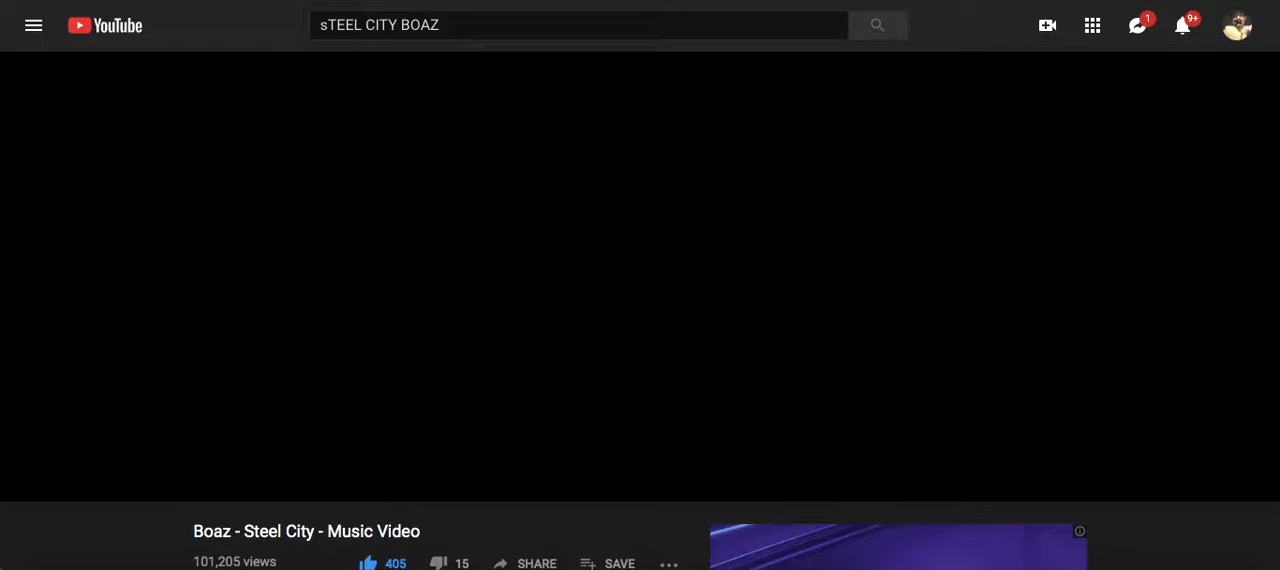 YouTube
sTEEL CITY BOAZ
1
9+
Boaz - Steel City - Music Video
101,205 views
405
15
SHARE
SAVE